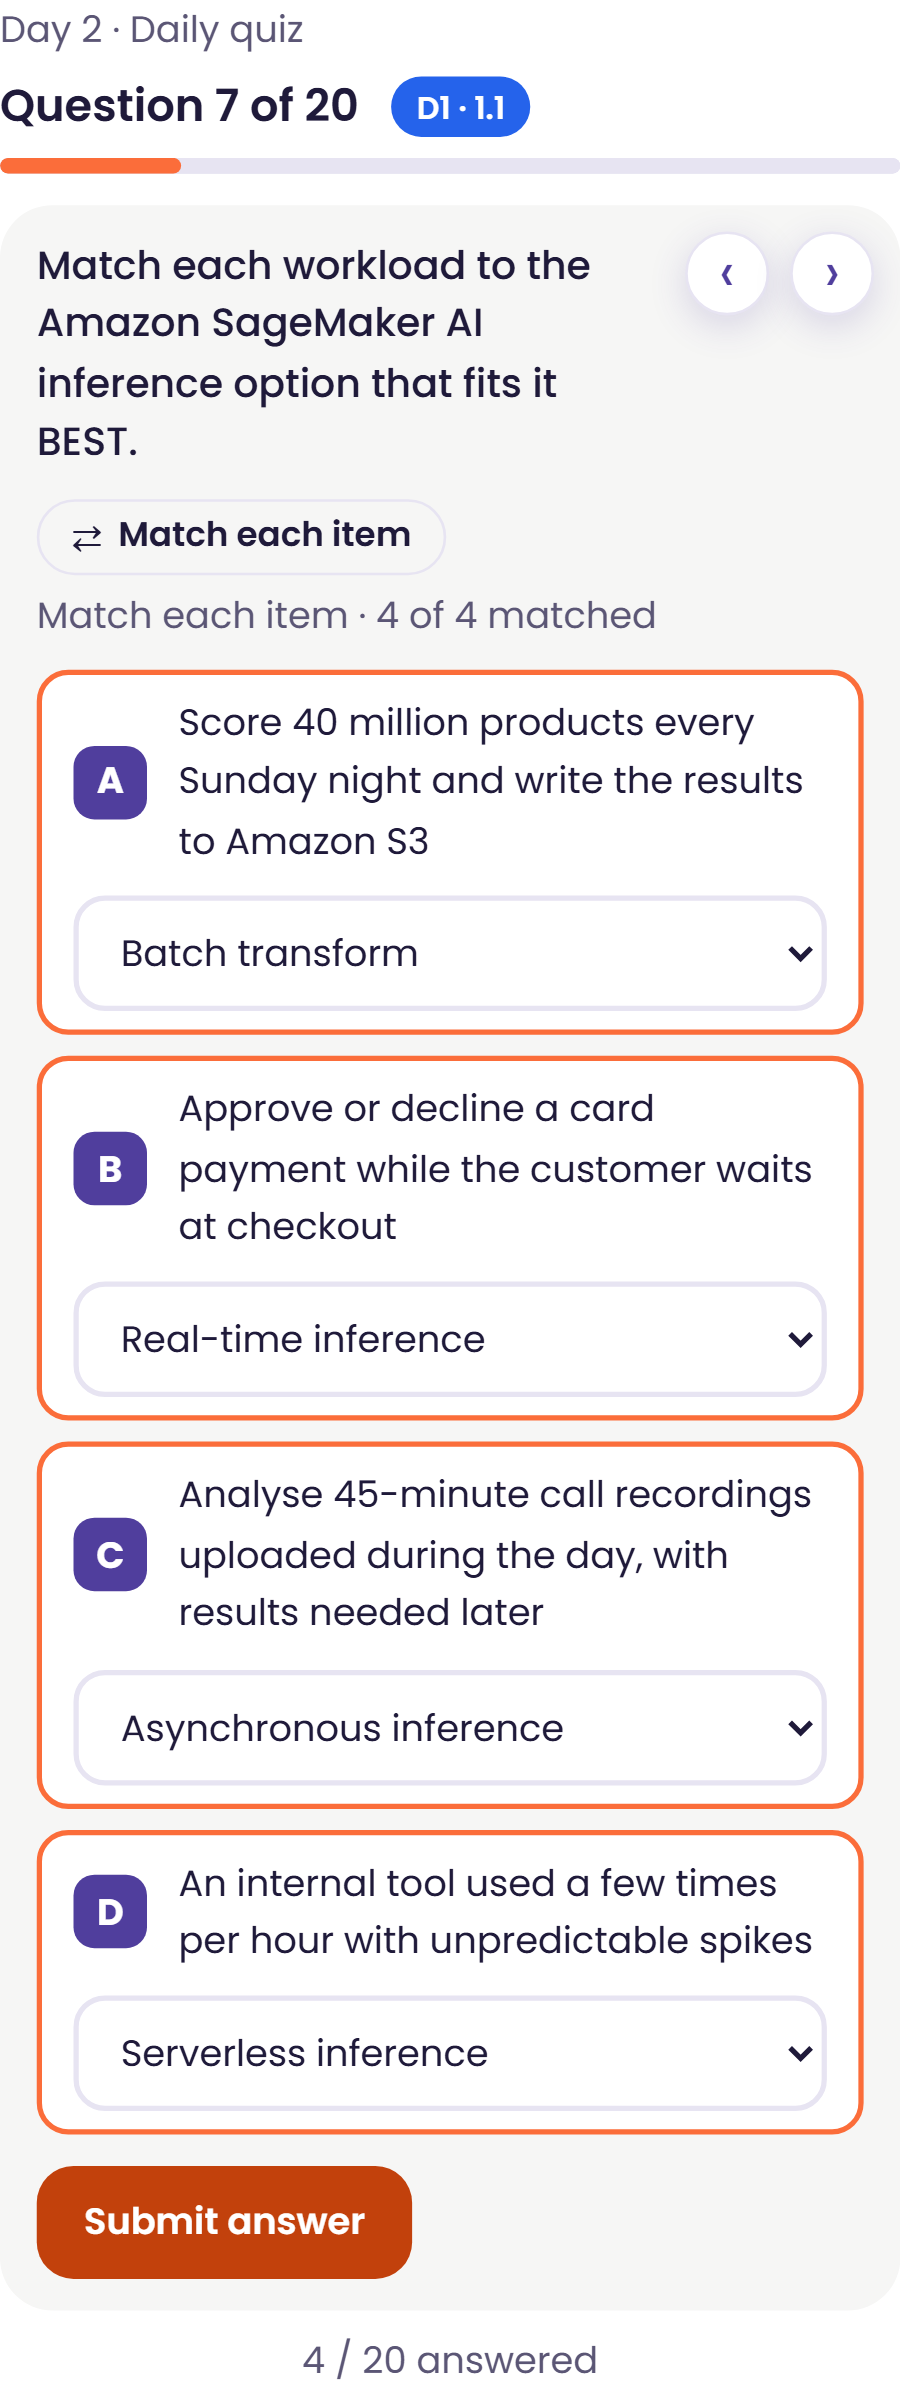 Day 2 · Daily quiz
Question 7 of 20
D1 · 1.1
Match each workload to the
Amazon SageMaker AI
inference option that fits it
BEST.
‹ ›
⇄ Match each item
Match each item · 4 of 4 matched
A
Score 40 million products every
Sunday night and write the results
to Amazon S3
Batch transform
B
Approve or decline a card
payment while the customer waits
at checkout
Real-time inference
C
Analyse 45-minute call recordings
uploaded during the day, with
results needed later
Asynchronous inference
D
An internal tool used a few times
per hour with unpredictable spikes
Serverless inference
Submit answer
4 / 20 answered